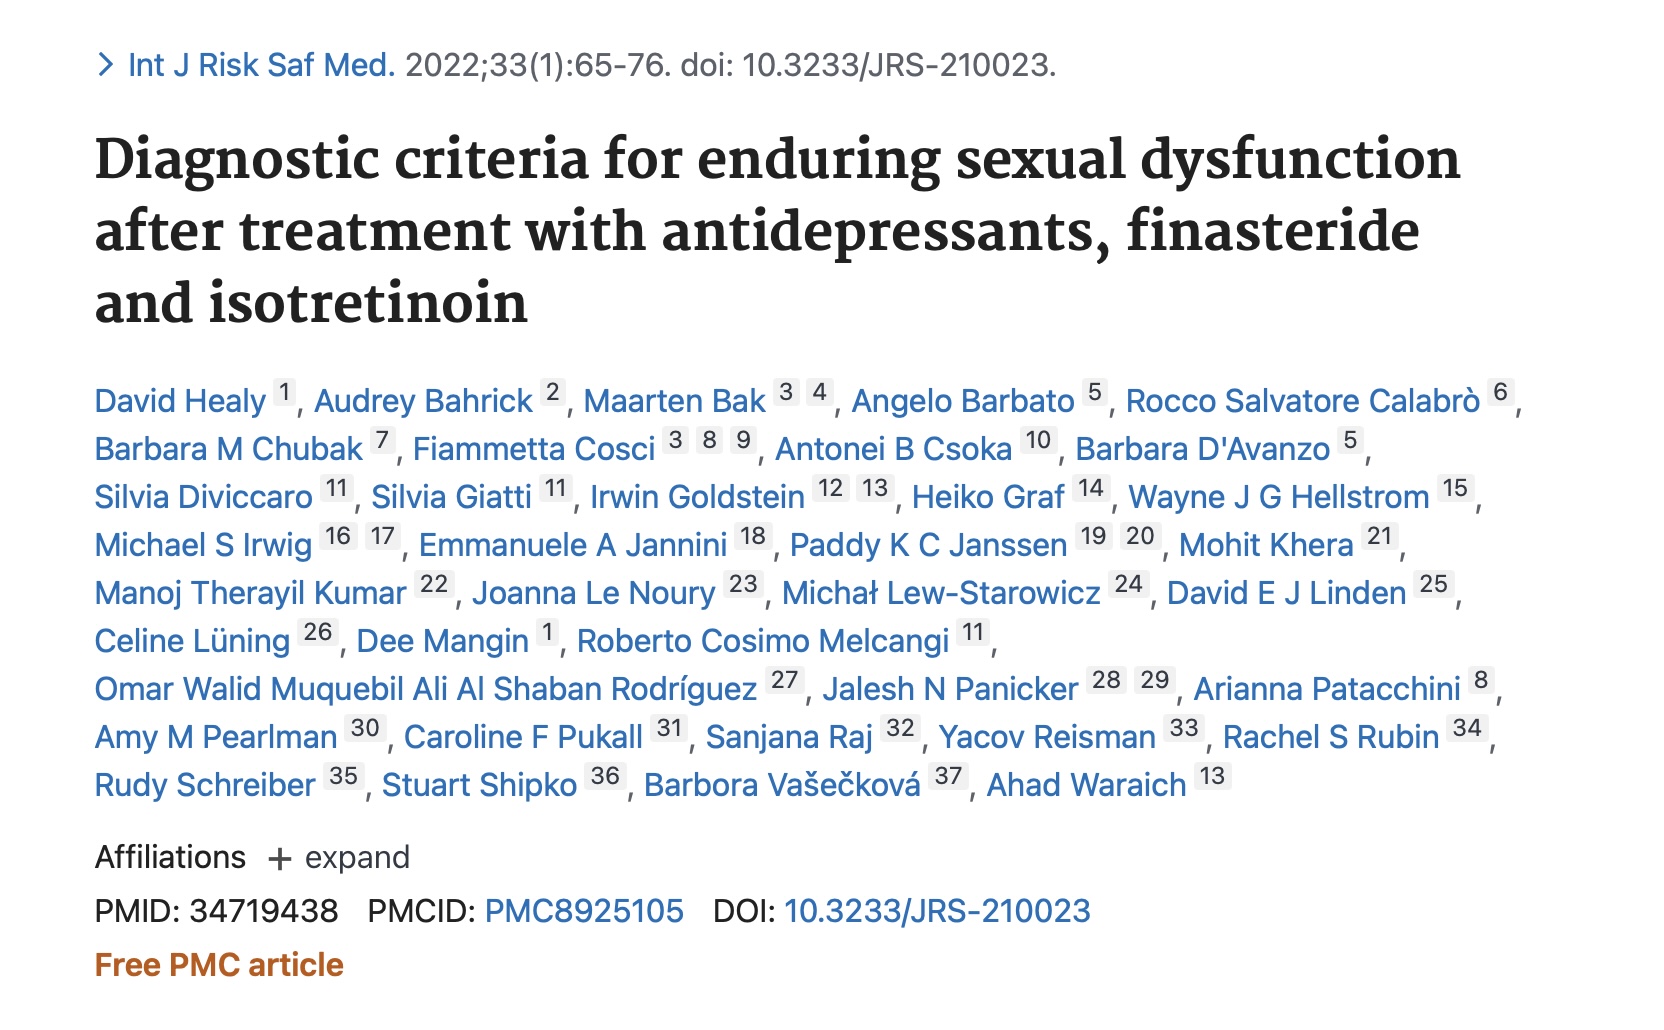 > Int J Risk Saf Med. 2022;33(1):65-76. doi: 10.3233/JRS-210023.
Diagnostic criteria for enduring sexual dysfunction
after treatment with antidepressants, finasteride
and isotretinoin
David Healy 1, Audrey Bahrick 2, Maarten Bak 3 4, Angelo Barbato 5, Rocco Salvatore Calabrò 6,
Barbara M Chubak 7, Fiammetta Cosci 3 8 9, Antonei B Csoka 10, Barbara D'Avanzo 5,
Silvia Diviccaro 11, Silvia Giatti 11, Irwin Goldstein 12 13, Heiko Graf 14, Wayne J G Hellstrom 15,
Michael S Irwig 16 17, Emmanuele A Jannini 18, Paddy K C Janssen 19 20, Mohit Khera 21,
Manoj Therayil Kumar 22, Joanna Le Noury 23, Michał Lew-Starowicz 24, David E J Linden 25,
Celine Lüning 26, Dee Mangin 1, Roberto Cosimo Melcangi 11,
Omar Walid Muquebil Ali Al Shaban Rodríguez 27, Jalesh N Panicker 28 29, Arianna Patacchini 8,
Amy M Pearlman 30, Caroline F Pukall 31, Sanjana Raj 32, Yacov Reisman 33, Rachel S Rubin 34,
Rudy Schreiber 35, Stuart Shipko 36, Barbora Vašečková 37, Ahad Waraich 13
Affiliations + expand
PMID: 34719438 PMCID: PMC8925105 DOI: 10.3233/JRS-210023
Free PMC article